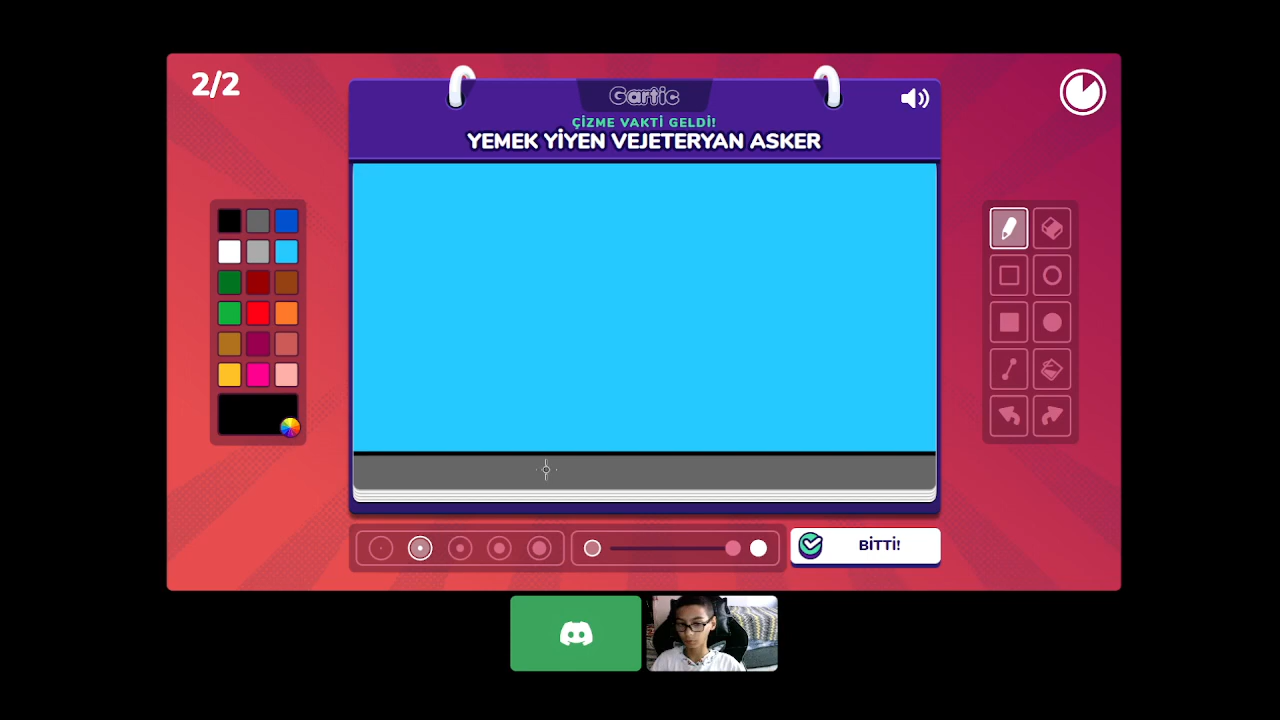 2/2
Gartic
ÇİZME VAKTİ GELDİ!
YEMEK YİYEN VEJETERYAN ASKER
BİTTİ!